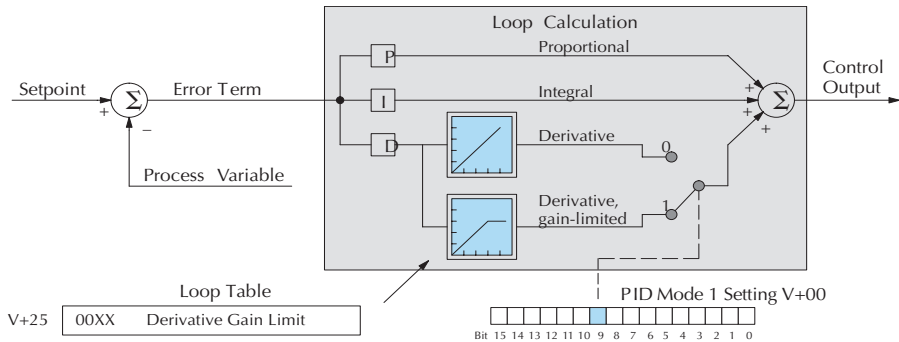 Loop Calculation
P
Proportional
Setpoint
+
Σ
−
Error Term
I
Integral
+
+
+
Σ
Control
Output
D
Derivative
0
Process Variable
Derivative,
gain-limited
1
Loop Table
V+25
00XX Derivative Gain Limit
PID Mode 1 Setting V+00
Bit 15 14 13 12 11 10 9 8 7 6 5 4 3 2 1 0